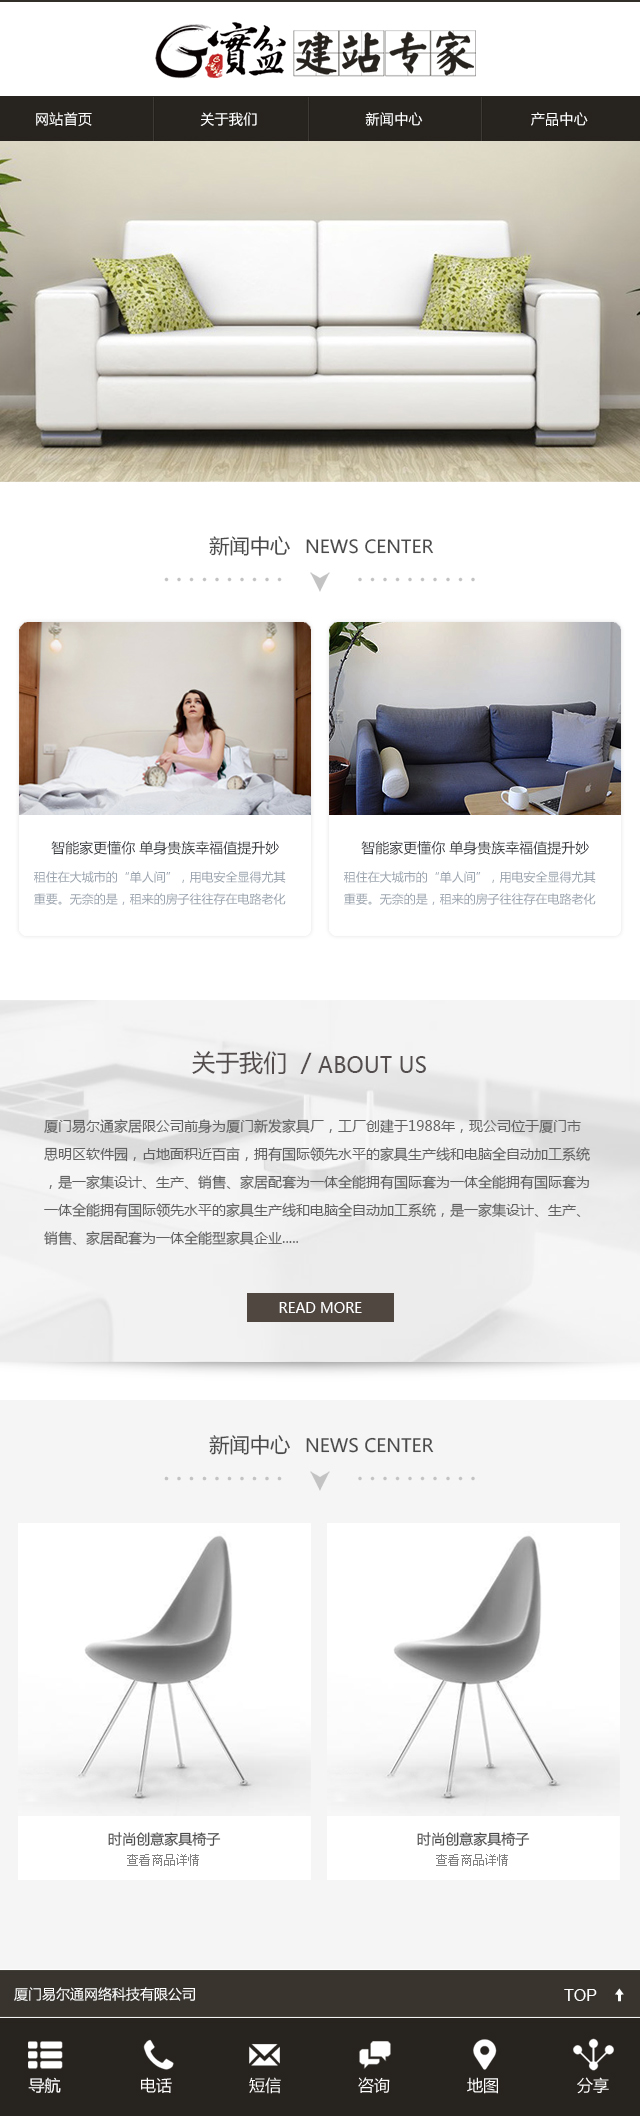 寶盆 建站专家
网站首页 关于我们 新闻中心 产品中心
新闻中心 NEWS CENTER
智能家更懂你 单身贵族幸福值提升妙
租住在大城市的“单人间”，用电安全显得尤其
重要。无奈的是，租来的房子往往存在电路老化
智能家更懂你 单身贵族幸福值提升妙
租住在大城市的“单人间”，用电安全显得尤其
重要。无奈的是，租来的房子往往存在电路老化
关于我们 / ABOUT US
厦门易尔通家居限公司前身为厦门新发家具厂，工厂创建于1988年，现公司位于厦门市
思明区软件园，占地面积近百亩，拥有国际领先水平的家具生产线和电脑全自动加工系统
，是一家集设计、生产、销售、家居配套为一体全能拥有国际套为一体全能拥有国际套为
一体全能拥有国际领先水平的家具生产线和电脑全自动加工系统，是一家集设计、生产、
销售、家居配套为一体全能型家具企业.....
READ MORE
新闻中心 NEWS CENTER
时尚创意家具椅子
查看商品详情
时尚创意家具椅子
查看商品详情
厦门易尔通网络科技有限公司 TOP
导航 电话 短信 咨询 地图 分享